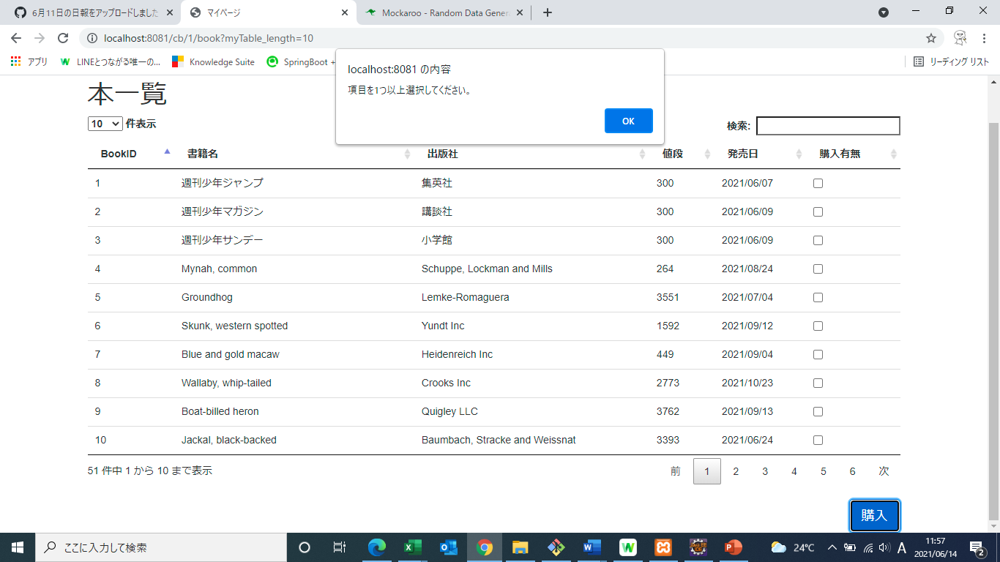 6月11日の日報をアップロードしました
マイページ
Mockaroo - Random Data Gener
localhost:8081/cb/1/book?myTable_length=10
アプリ
LINEとつながる唯一の...
Knowledge Suite
SpringBoot +
リーディング リスト
localhost:8081 の内容
項目を1つ以上選択してください。
OK
本一覧
10 件表示
検索:
BookID 書籍名 出版社 値段 発売日 購入有無
1 週刊少年ジャンプ 集英社 300 2021/06/07
2 週刊少年マガジン 講談社 300 2021/06/09
3 週刊少年サンデー 小学館 300 2021/06/09
4 Mynah, common Schuppe, Lockman and Mills 264 2021/08/24
5 Groundhog Lemke-Romaguera 3551 2021/07/04
6 Skunk, western spotted Yundt Inc 1592 2021/09/12
7 Blue and gold macaw Heidenreich Inc 449 2021/09/04
8 Wallaby, whip-tailed Crooks Inc 2773 2021/10/23
9 Boat-billed heron Quigley LLC 3762 2021/09/13
10 Jackal, black-backed Baumbach, Stracke and Weissnat 3393 2021/06/24
51 件中 1 から 10 まで表示
前 1 2 3 4 5 6 次
購入
ここに入力して検索
24℃
A
11:57
2021/06/14
2